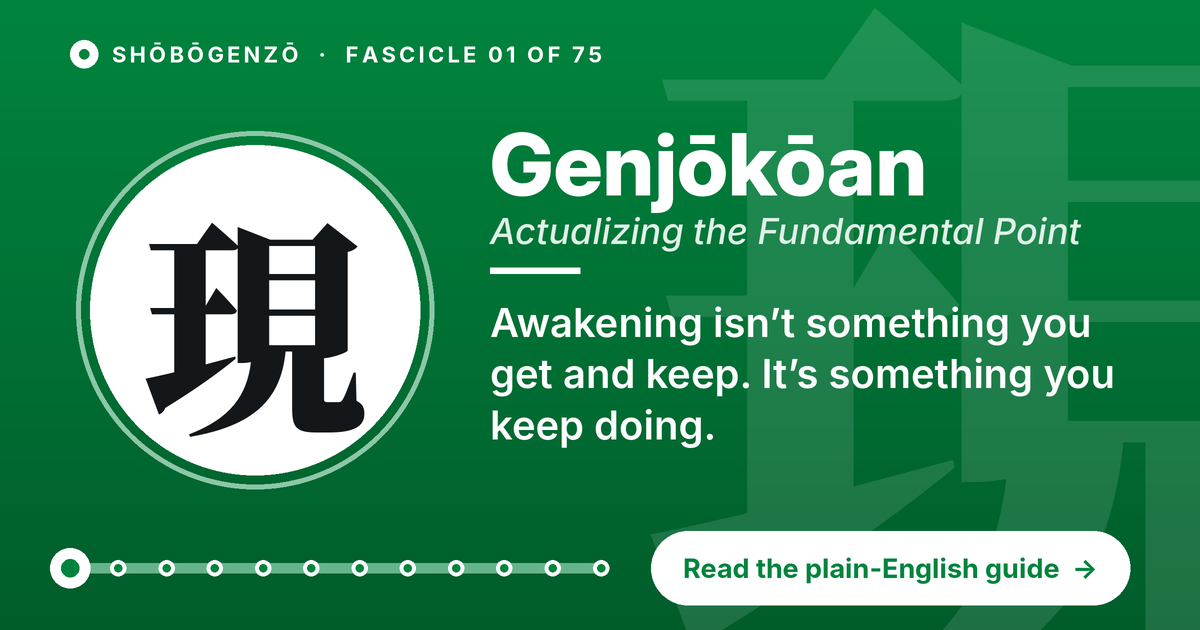 SHŌBŌGENZŌ · FASCICLE 01 OF 75
現
Genjōkōan
Actualizing the Fundamental Point
Awakening isn’t something you
get and keep. It’s something you
keep doing.
Read the plain-English guide →